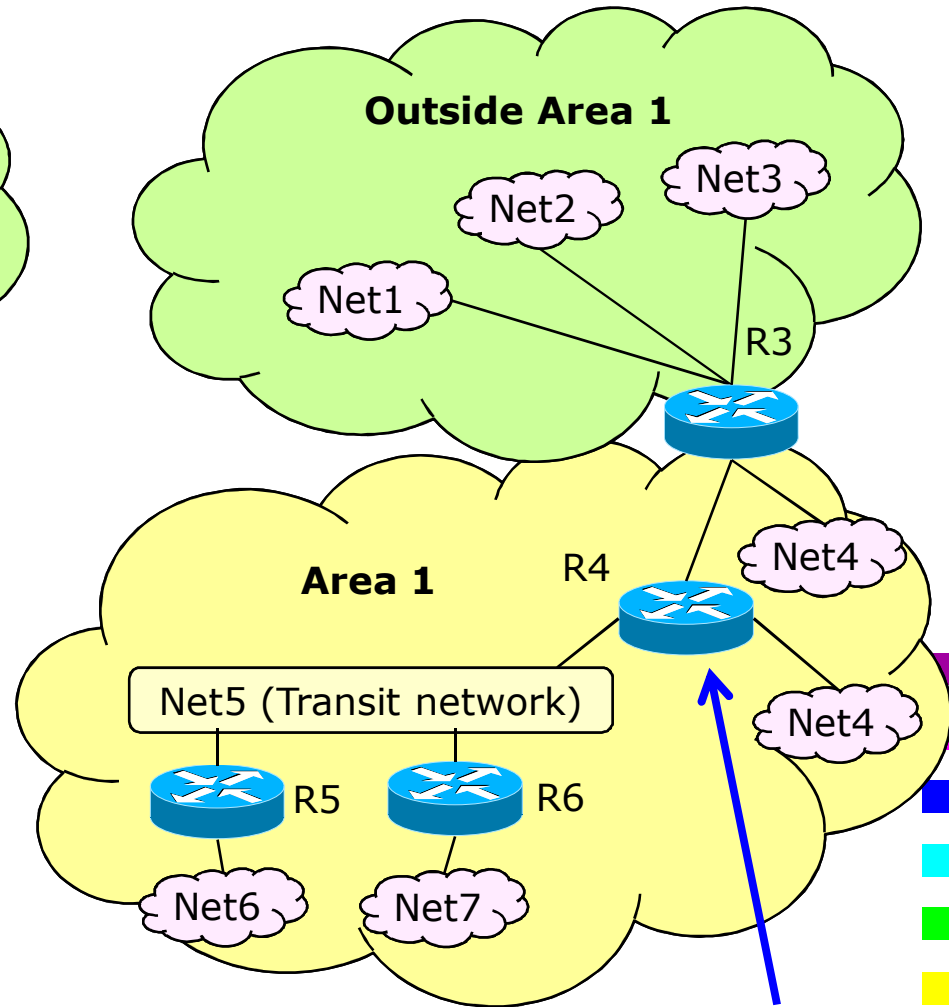 Outside Area 1
Net3
Net2
Net1
R3
Net4
R4
Area 1
Net5 (Transit network)
Net4
R5
R6
Net6
Net7